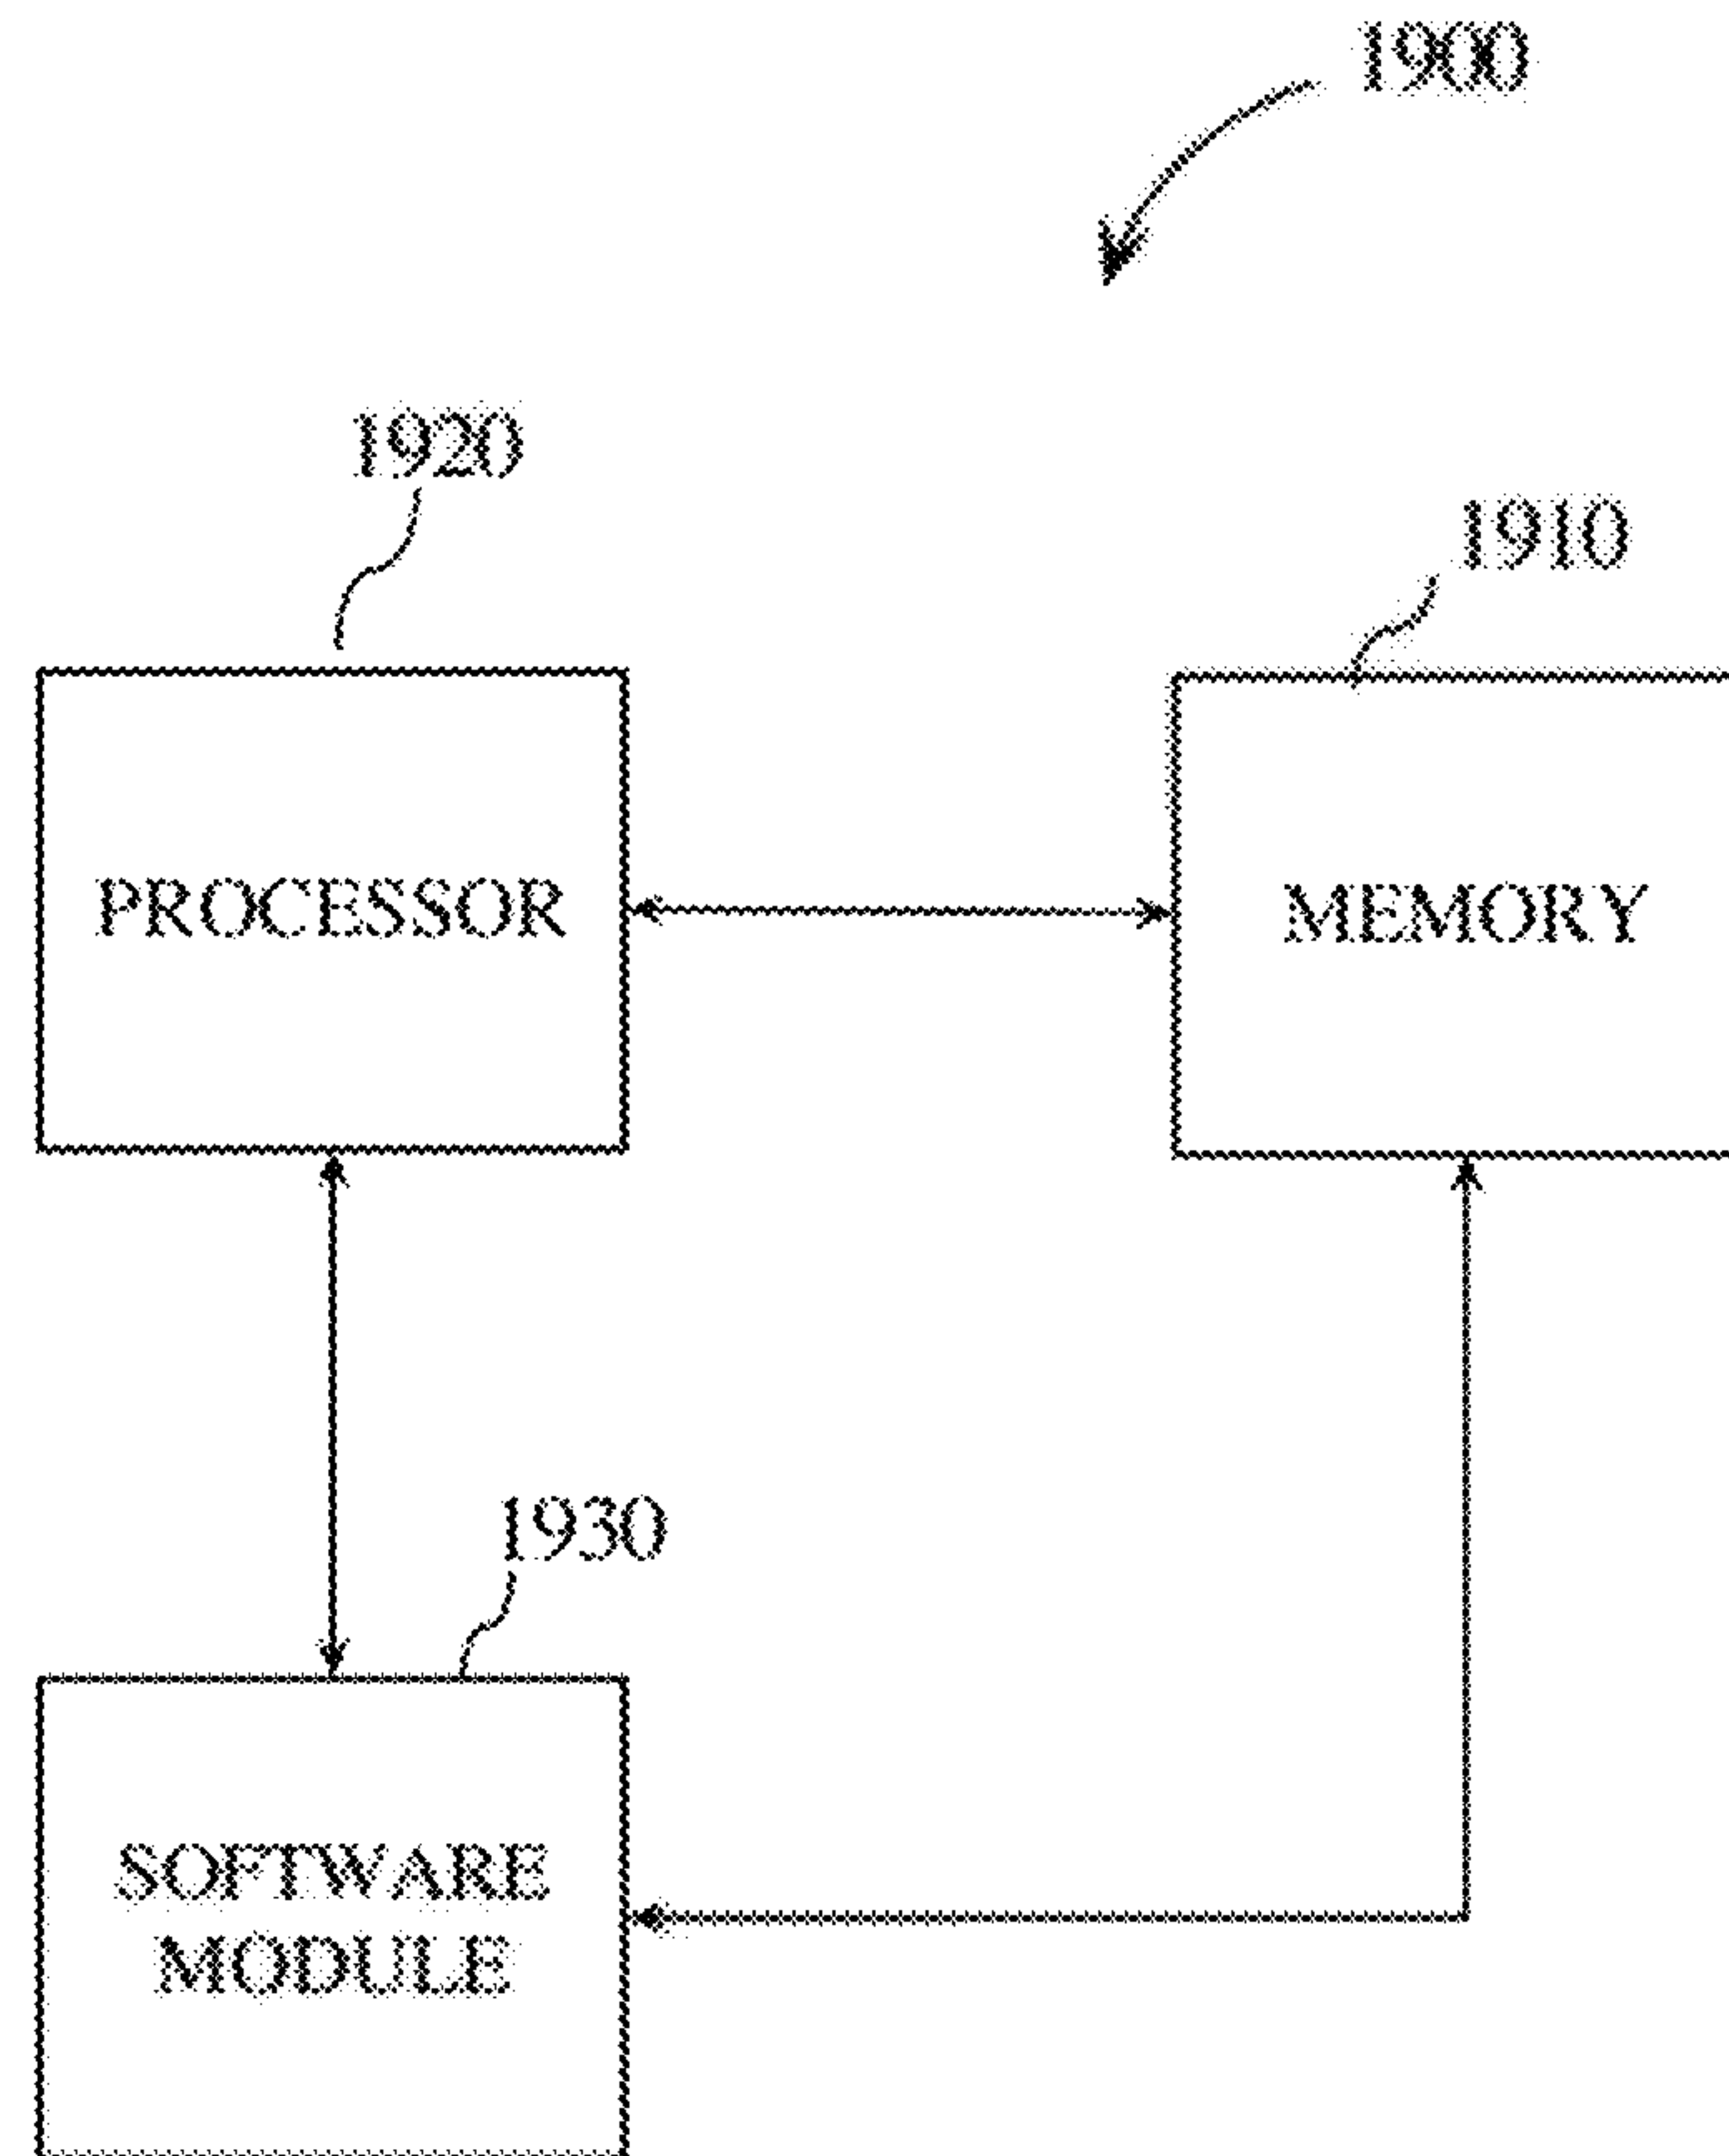 1900
1920
1910
PROCESSOR
MEMORY
1930
SOFTWARE
MODULE